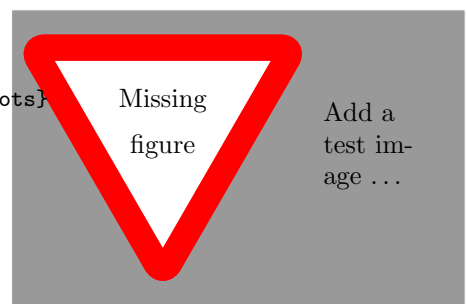 ots}
Missing
figure
Add a
test im-
age ...